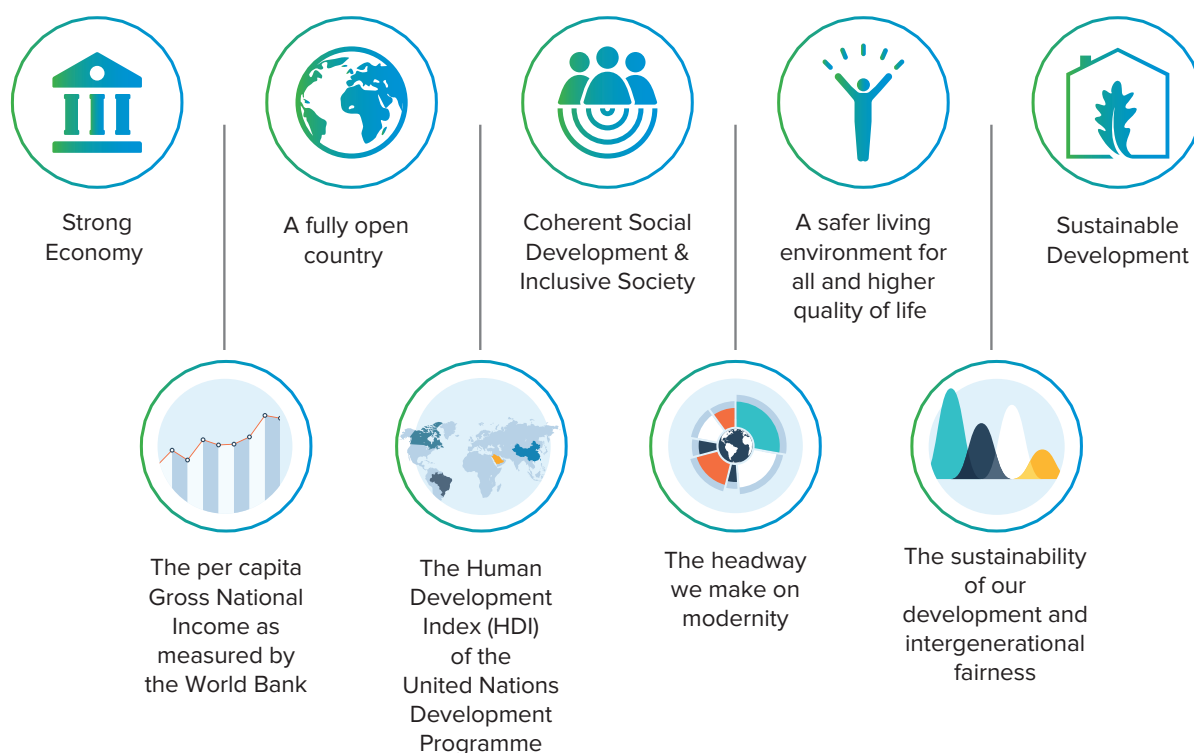 Strong
Economy
A fully open
country
Coherent Social
Development &
Inclusive Society
A safer living
environment for
all and higher
quality of life
Sustainable
Development
The per capita
Gross National
Income as
measured by
the World Bank
The Human
Development
Index (HDI)
of the
United Nations
Development
Programme
The headway
we make on
modernity
The sustainability
of our
development and
intergenerational
fairness